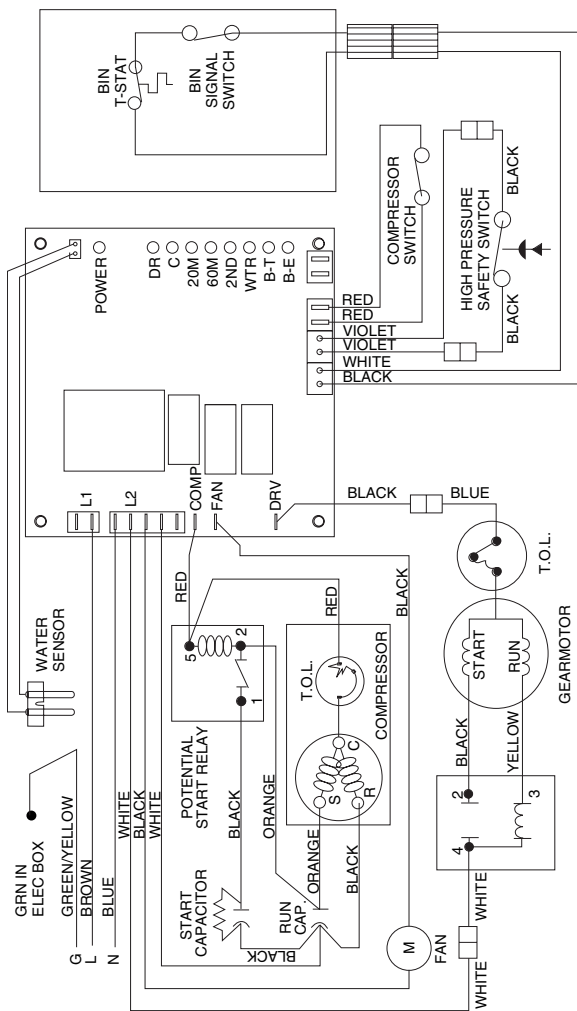 BIN
T-STAT
BIN
SIGNAL
SWITCH
POWER
DR
C
20M
60M
2ND
WTR
B-T
B-E
COMPRESSOR
SWITCH
HIGH PRESSURE
SAFETY SWITCH
BLACK
BLACK
RED
RED
VIOLET
VIOLET
WHITE
BLACK
L1
L2
COMP
FAN
DRV
BLACK
BLUE
T.O.L.
WATER
SENSOR
GRN IN
ELEC BOX
GREEN/YELLOW
BROWN
BLUE
G
L
N
WHITE
BLACK
WHITE
RED
5
2
1
POTENTIAL
START RELAY
BLACK
ORANGE
START
CAPACITOR
RUN
CAP.
BLACK
ORANGE
BLACK
RED
T.O.L.
COMPRESSOR
S
C
R
BLACK
M
FAN
START
RUN
GEARMOTOR
BLACK
YELLOW
2
4
3
WHITE
WHITE